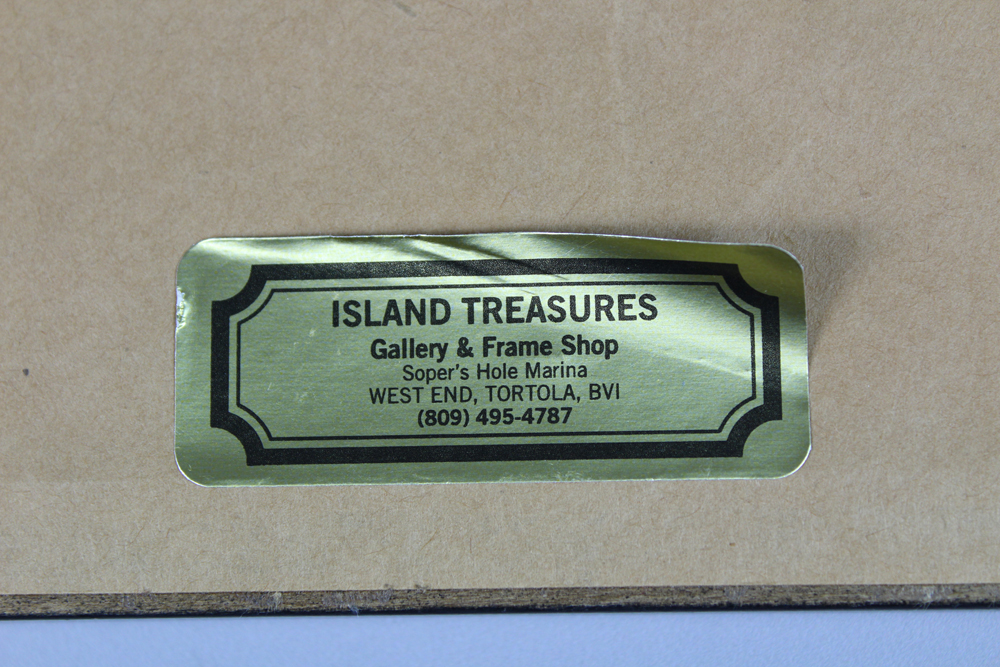 ISLAND TREASURES
Gallery & Frame Shop
Soper's Hole Marina
WEST END, TORTOLA, BVI
(809) 495-4787